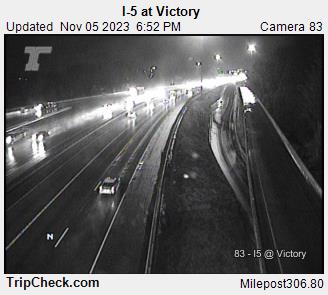 I-5 at Victory
Updated Nov 05 2023 6:52 PM Camera 83
T
N
83 - I5 @ Victory
TripCheck.com Milepost306.80